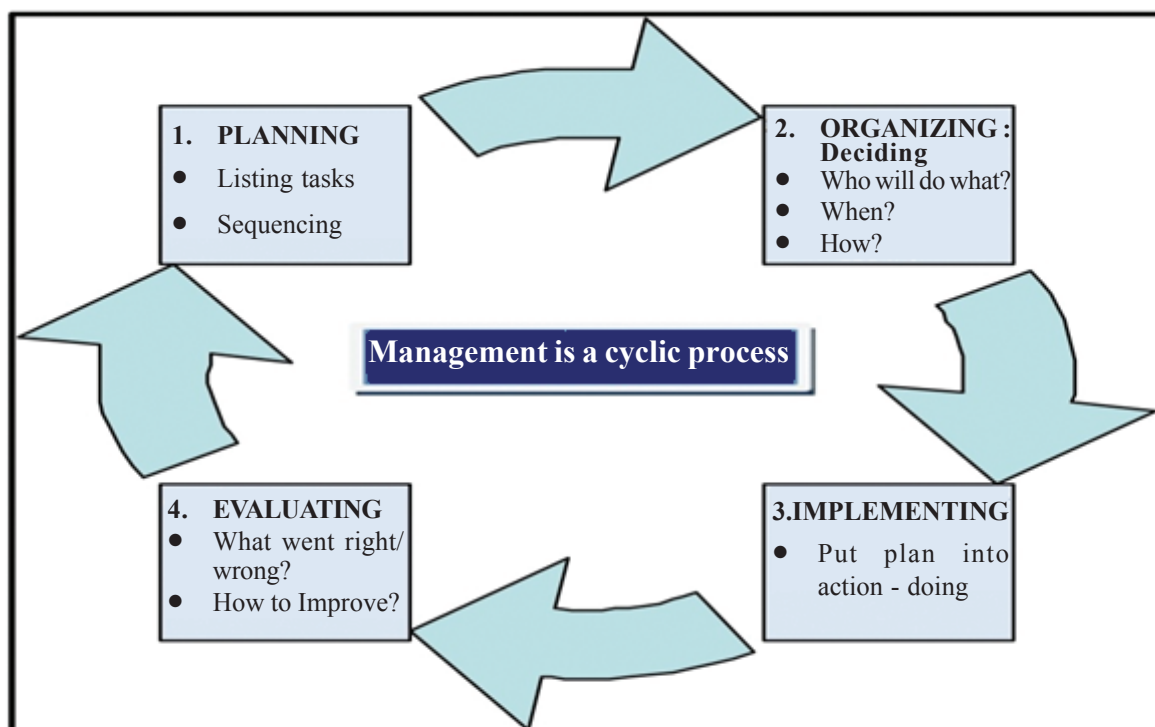 1. PLANNING
● Listing tasks
● Sequencing
2. ORGANIZING :
Deciding
● Who will do what?
● When?
● How?
Management is a cyclic process
4. EVALUATING
● What went right/
wrong?
● How to Improve?
3.IMPLEMENTING
● Put plan into
action - doing